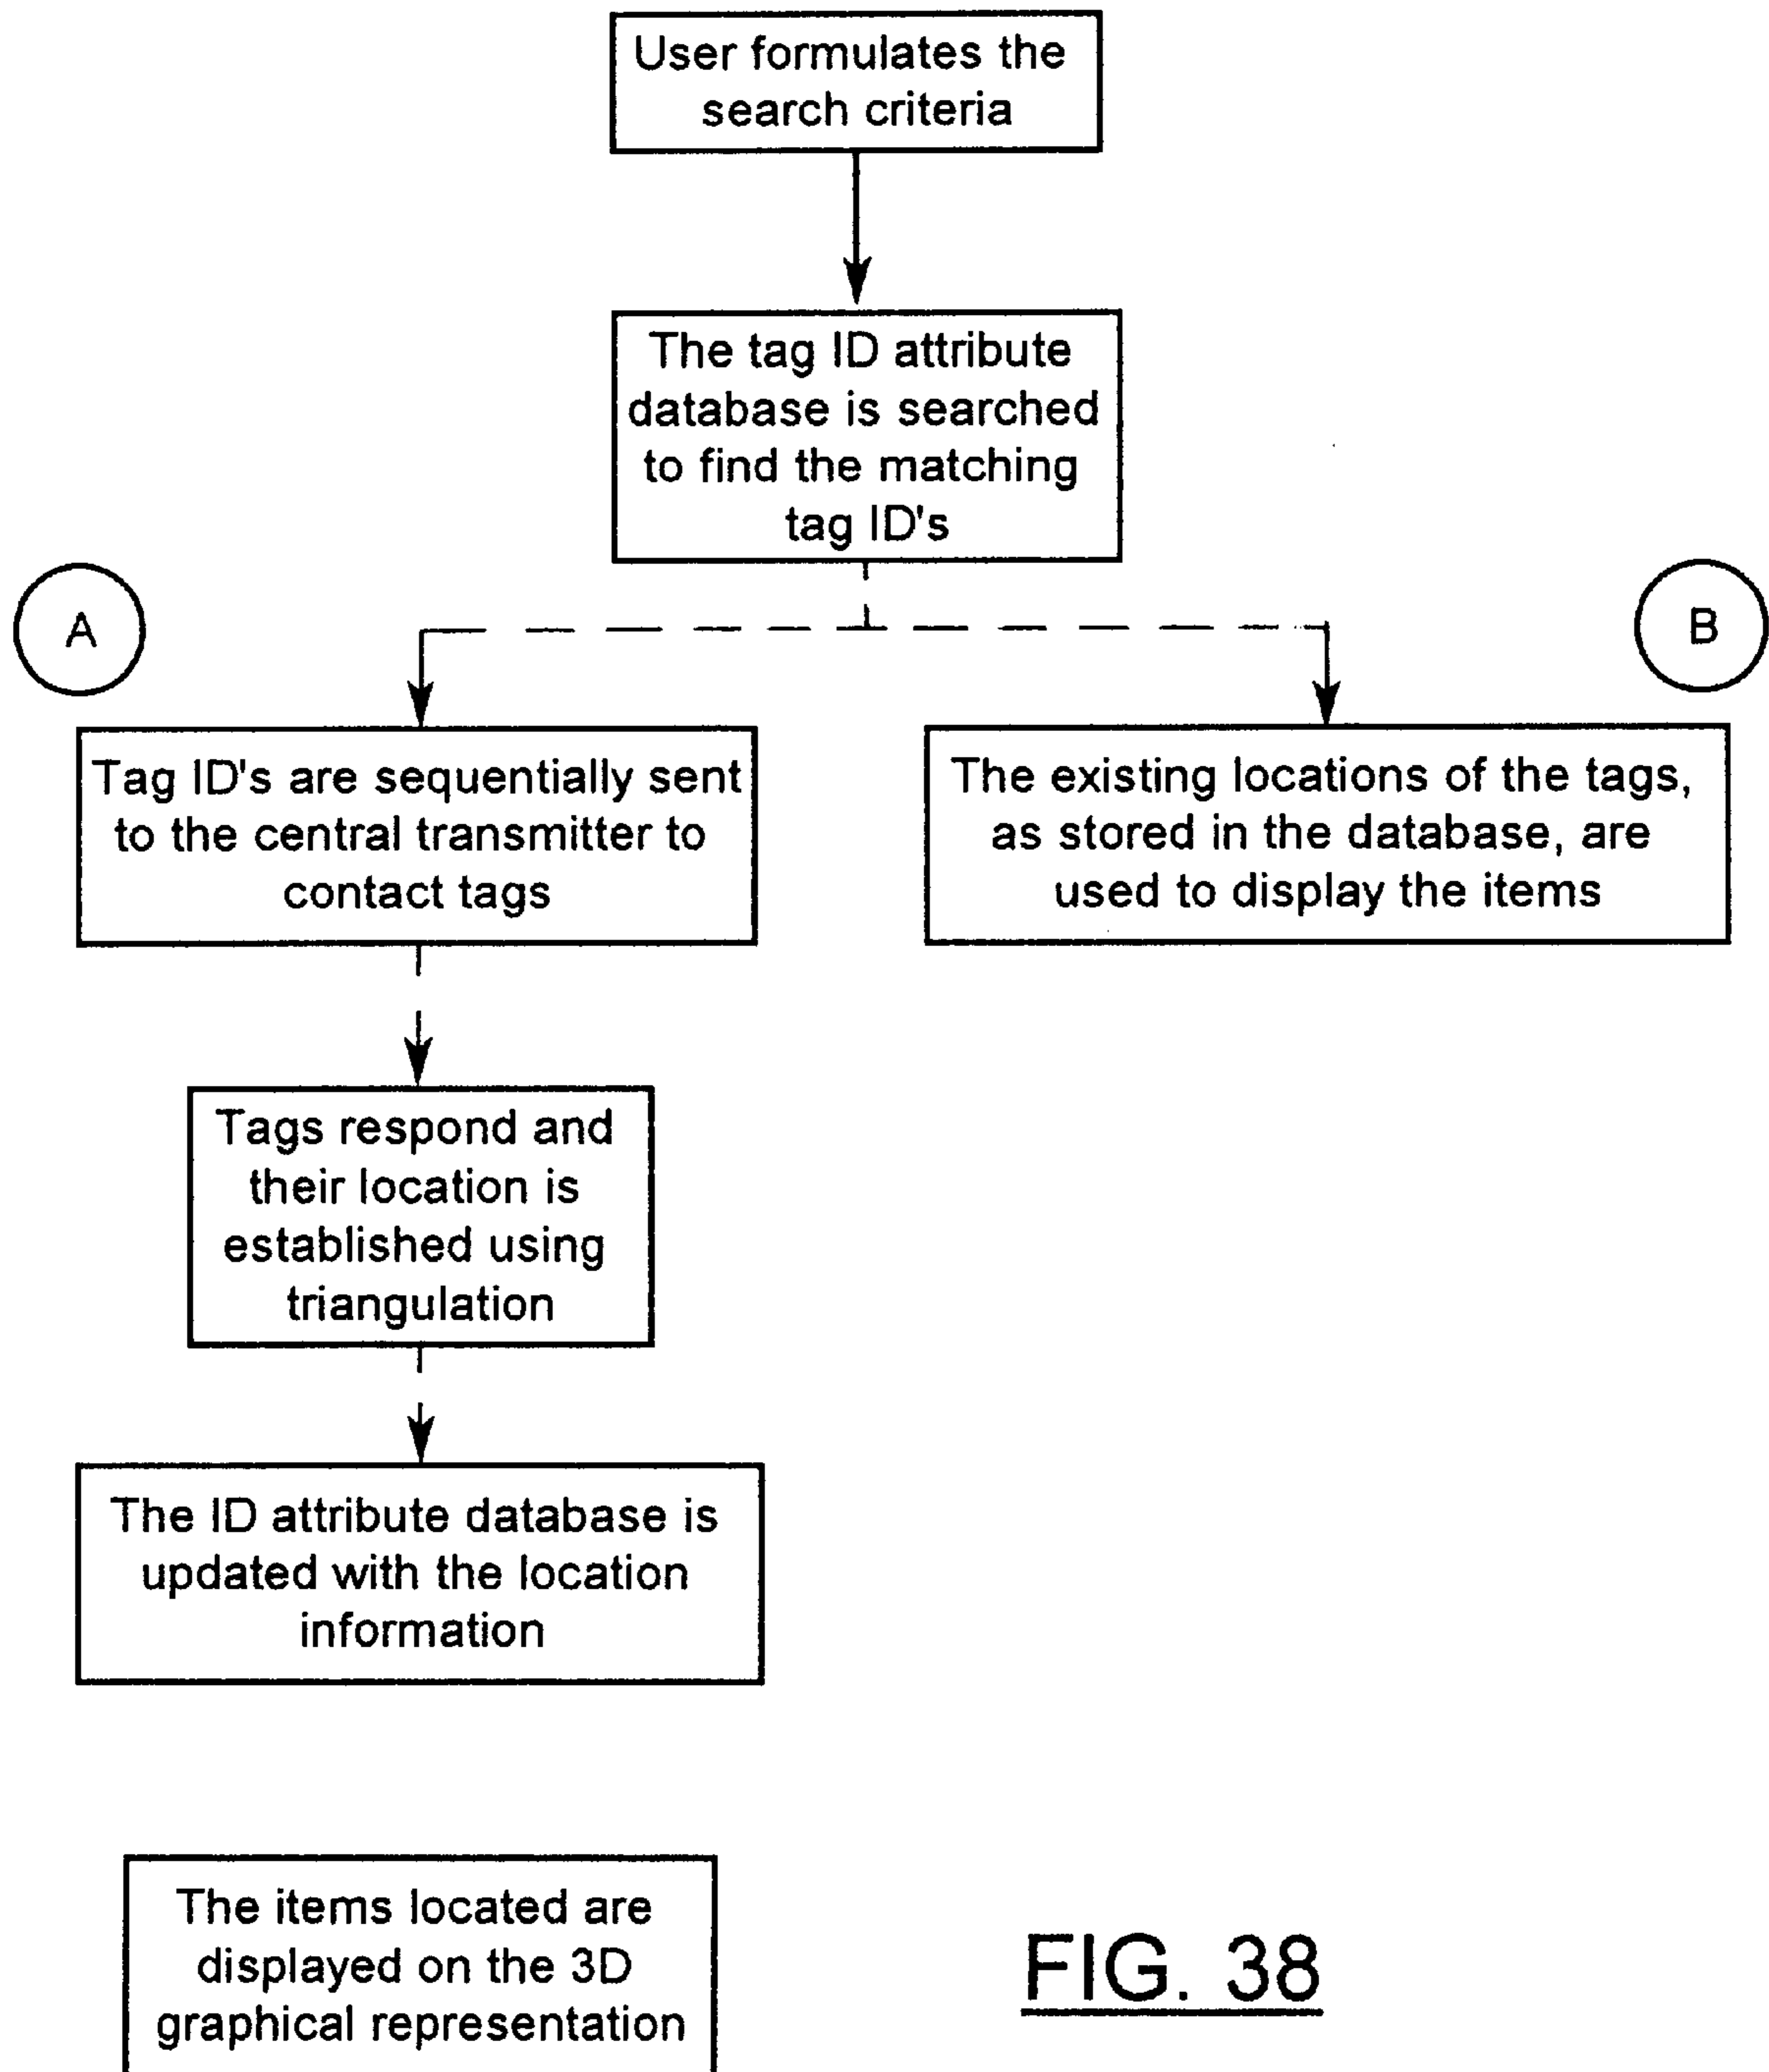 User formulates the
search criteria
The tag ID attribute
database is searched
to find the matching
tag ID's
A
B
Tag ID's are sequentially sent
to the central transmitter to
contact tags
The existing locations of the tags,
as stored in the database, are
used to display the items
Tags respond and
their location is
established using
triangulation
The ID attribute database is
updated with the location
information
The items located are
displayed on the 3D
graphical representation
FIG. 38